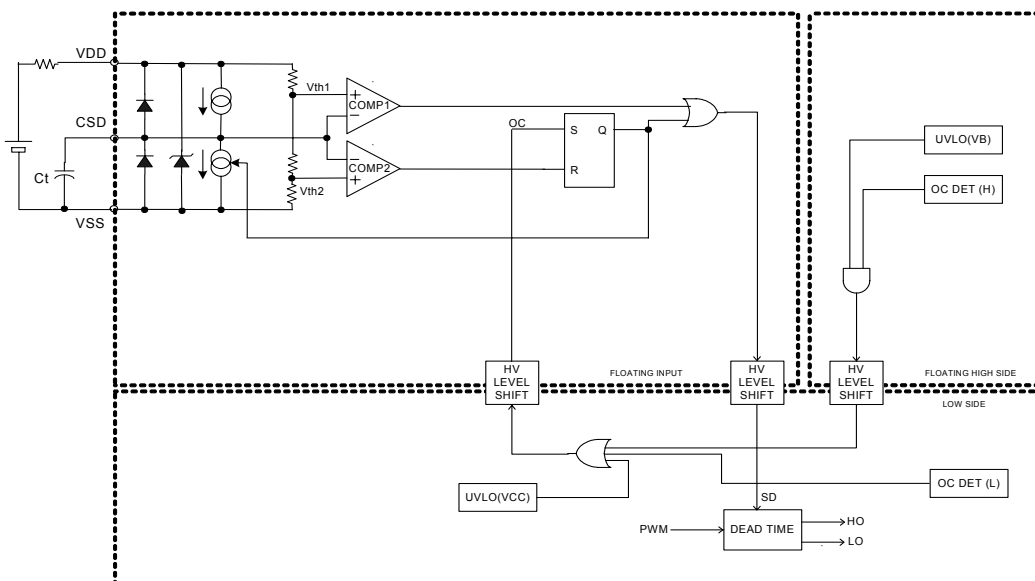 VDD
CSD
Ct
VSS
Vth1
Vth2
+
COMP1
−
−
COMP2
+
OC
S
Q
R
UVLO(VB)
OC DET (H)
HV
LEVEL
SHIFT
FLOATING INPUT
HV
LEVEL
SHIFT
HV
LEVEL
SHIFT
FLOATING HIGH SIDE
LOW SIDE
UVLO(VCC)
OC DET (L)
SD
PWM
DEAD TIME
HO
LO